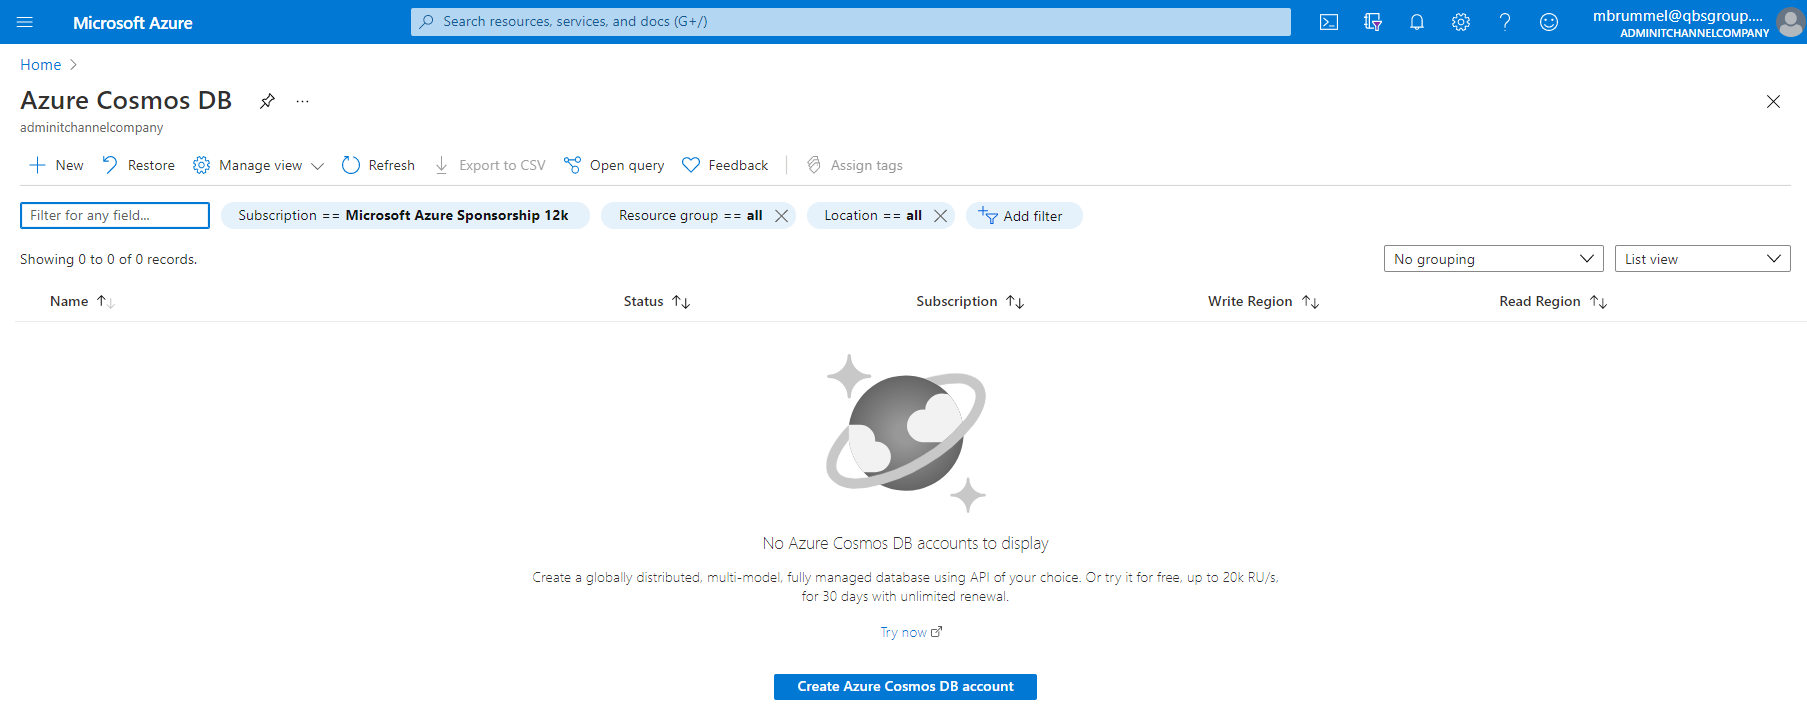 Microsoft Azure
Search resources, services, and docs (G+/)
mbrummel@qbsgroup....
ADMINITCHANNELCOMPANY
Home
Azure Cosmos DB
adminitchannelcompany
New Restore Manage view Refresh Export to CSV Open query Feedback Assign tags
Filter for any field... Subscription == Microsoft Azure Sponsorship 12k Resource group == all Location == all Add filter
Showing 0 to 0 of 0 records. No grouping List view
Name Status Subscription Write Region Read Region
No Azure Cosmos DB accounts to display
Create a globally distributed, multi-model, fully managed database using API of your choice. Or try it for free, up to 20k RU/s,
for 30 days with unlimited renewal.
Try now
Create Azure Cosmos DB account